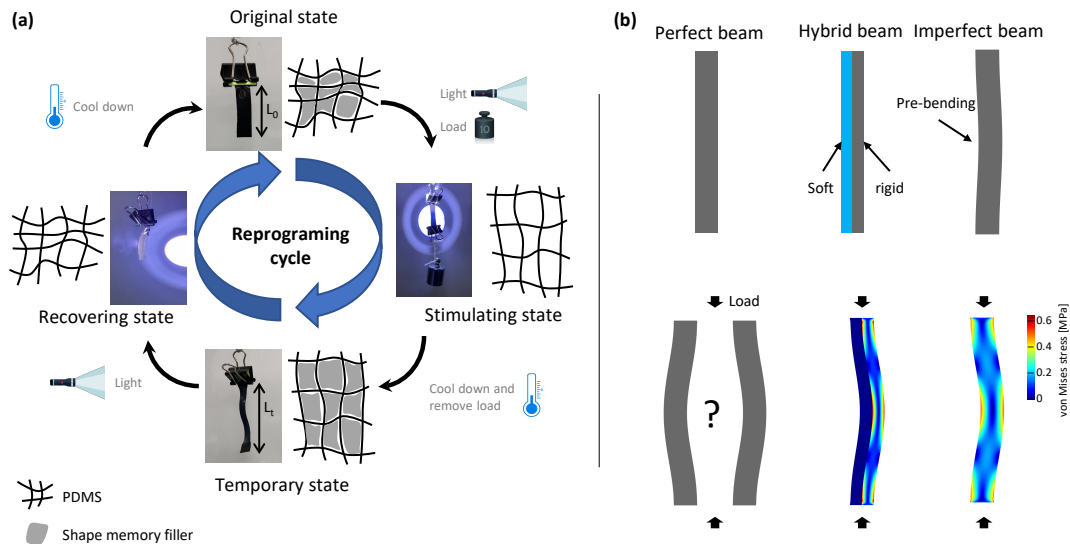 (a)
Original state
Cool down
L0
Light
Load
10
Reprograming
cycle
Recovering state
Stimulating state
Light
Lt
Cool down and
remove load
Temporary state
PDMS
Shape memory filler
(b)
Perfect beam
Hybrid beam
Imperfect beam
Pre-bending
Soft
rigid
Load
?
0.6
0.4
0.2
0
von Mises stress [MPa]